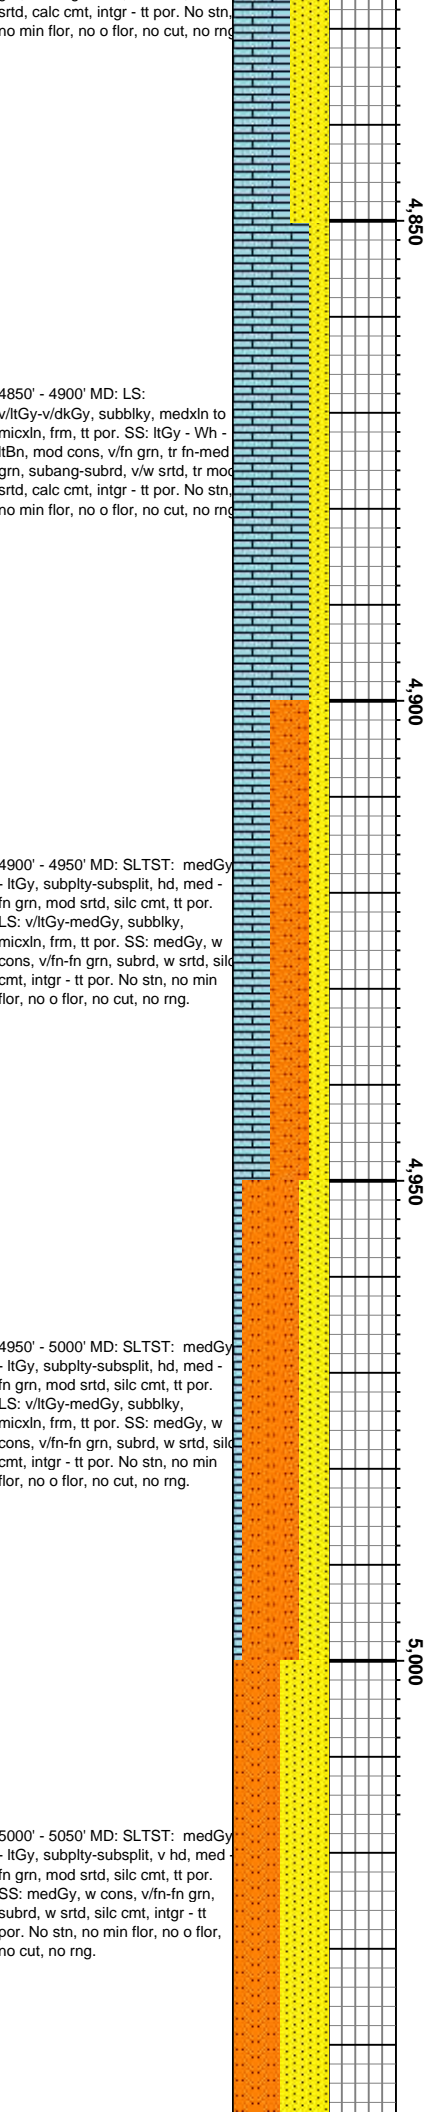 srtd, calc cmt, intgr - tt por. No stn,
no min flor, no o flor, no cut, no rng
4,850
4850' - 4900' MD: LS:
v/ltGy-v/dkGy, subblky, medxln to
micxln, frm, tt por. SS: ltGy - Wh -
ltBn, mod cons, v/fn grn, tr fn-med
grn, subang-subrd, v/w srtd, tr mod
srtd, calc cmt, intgr - tt por. No stn,
no min flor, no o flor, no cut, no rng
4,900
4900' - 4950' MD: SLTST: medGy
- ltGy, subplty-subsplit, hd, med -
fn grn, mod srtd, silc cmt, tt por.
LS: v/ltGy-medGy, subblky,
micxln, frm, tt por. SS: medGy, w
cons, v/fn-fn grn, subrd, w srtd, silc
cmt, intgr - tt por. No stn, no min
flor, no o flor, no cut, no rng.
4,950
4950' - 5000' MD: SLTST: medGy
- ltGy, subplty-subsplit, hd, med -
fn grn, mod srtd, silc cmt, tt por.
LS: v/ltGy-medGy, subblky,
micxln, frm, tt por. SS: medGy, w
cons, v/fn-fn grn, subrd, w srtd, silc
cmt, intgr - tt por. No stn, no min
flor, no o flor, no cut, no rng.
5,000
5000' - 5050' MD: SLTST: medGy
- ltGy, subplty-subsplit, v hd, med -
fn grn, mod srtd, silc cmt, tt por.
SS: medGy, w cons, v/fn-fn grn,
subrd, w srtd, silc cmt, intgr - tt
por. No stn, no min flor, no o flor,
no cut, no rng.